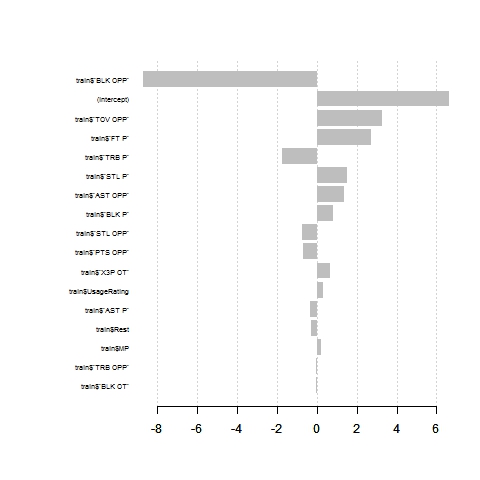 train$"BLK OPP"
(Intercept)
train$"TOV OPP"
train$"FT P"
train$"TRB P"
train$"STL P"
train$"AST OPP"
train$"BLK P"
train$"STL OPP"
train$"PTS OPP"
train$"X3P OT"
train$UsageRating
train$"AST P"
train$Rest
train$MP
train$"TRB OPP"
train$"BLK OT"
-8 -6 -4 -2 0 2 4 6